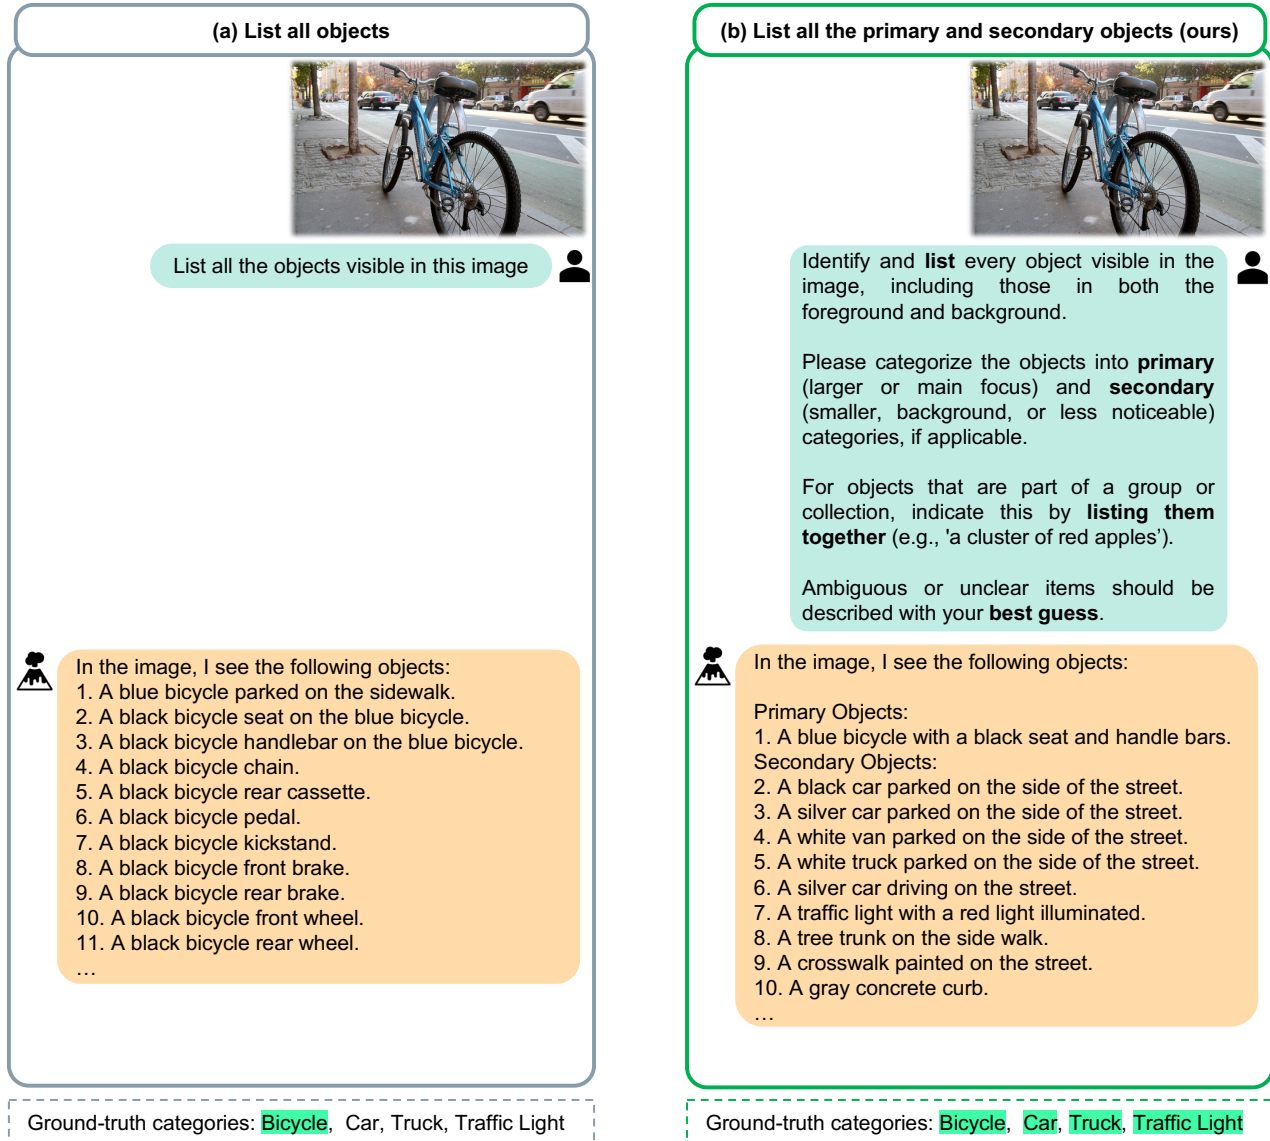 (a) List all objects
List all the objects visible in this image
In the image, I see the following objects:
1. A blue bicycle parked on the sidewalk.
2. A black bicycle seat on the blue bicycle.
3. A black bicycle handlebar on the blue bicycle.
4. A black bicycle chain.
5. A black bicycle rear cassette.
6. A black bicycle pedal.
7. A black bicycle kickstand.
8. A black bicycle front brake.
9. A black bicycle rear brake.
10. A black bicycle front wheel.
11. A black bicycle rear wheel.
…
Ground-truth categories: Bicycle, Car, Truck, Traffic Light
(b) List all the primary and secondary objects (ours)
Identify and list every object visible in the
image, including those in both the
foreground and background.
Please categorize the objects into primary
(larger or main focus) and secondary
(smaller, background, or less noticeable)
categories, if applicable.
For objects that are part of a group or
collection, indicate this by listing them
together (e.g., 'a cluster of red apples’).
Ambiguous or unclear items should be
described with your best guess.
In the image, I see the following objects:
Primary Objects:
1. A blue bicycle with a black seat and handle bars.
Secondary Objects:
2. A black car parked on the side of the street.
3. A silver car parked on the side of the street.
4. A white van parked on the side of the street.
5. A white truck parked on the side of the street.
6. A silver car driving on the street.
7. A traffic light with a red light illuminated.
8. A tree trunk on the side walk.
9. A crosswalk painted on the street.
10. A gray concrete curb.
…
Ground-truth categories: Bicycle, Car, Truck, Traffic Light